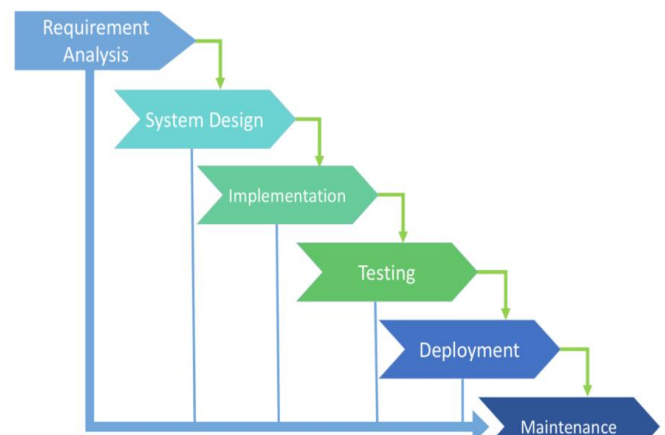 Requirement
Analysis
System Design
Implementation
Testing
Deployment
Maintenance